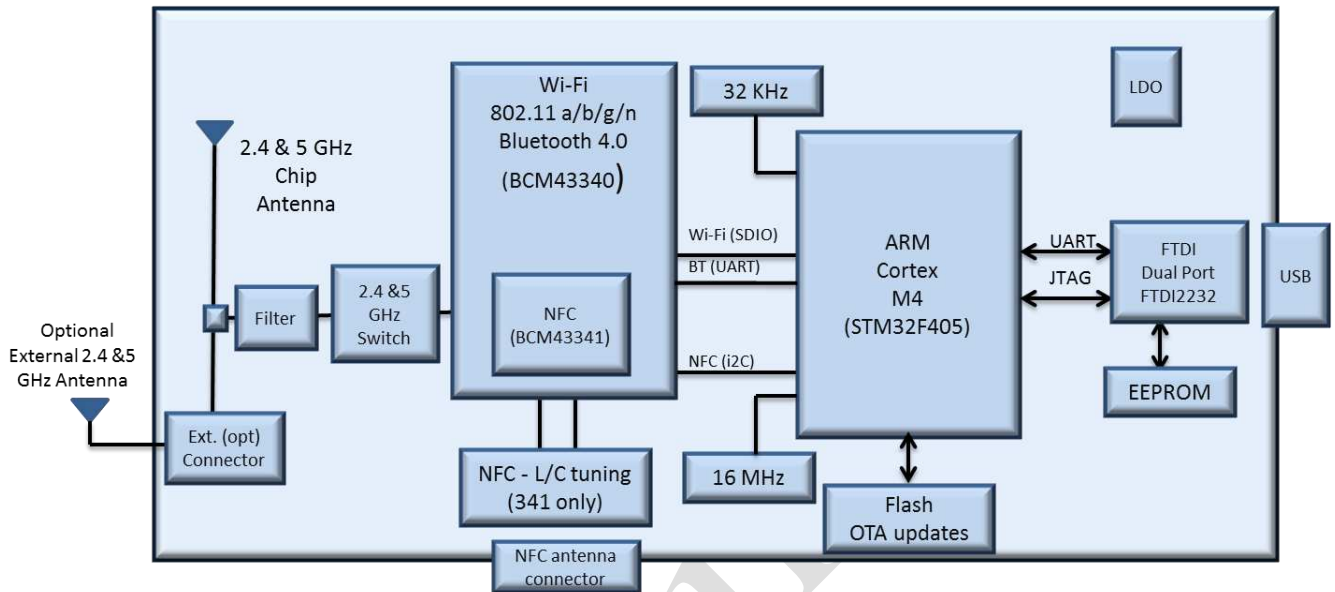 Wi-Fi
802.11 a/b/g/n
Bluetooth 4.0
(BCM43340)
NFC
(BCM43341)
32 KHz
LDO
2.4 & 5 GHz
Chip
Antenna
Filter
2.4 &5
GHz
Switch
Optional
External 2.4 &5
GHz Antenna
Ext. (opt)
Connector
NFC - L/C tuning
(341 only)
NFC antenna
connector
Wi-Fi (SDIO)
BT (UART)
NFC (i2C)
16 MHz
ARM
Cortex
M4
(STM32F405)
Flash
OTA updates
UART
JTAG
FTDI
Dual Port
FTDI2232
EEPROM
USB